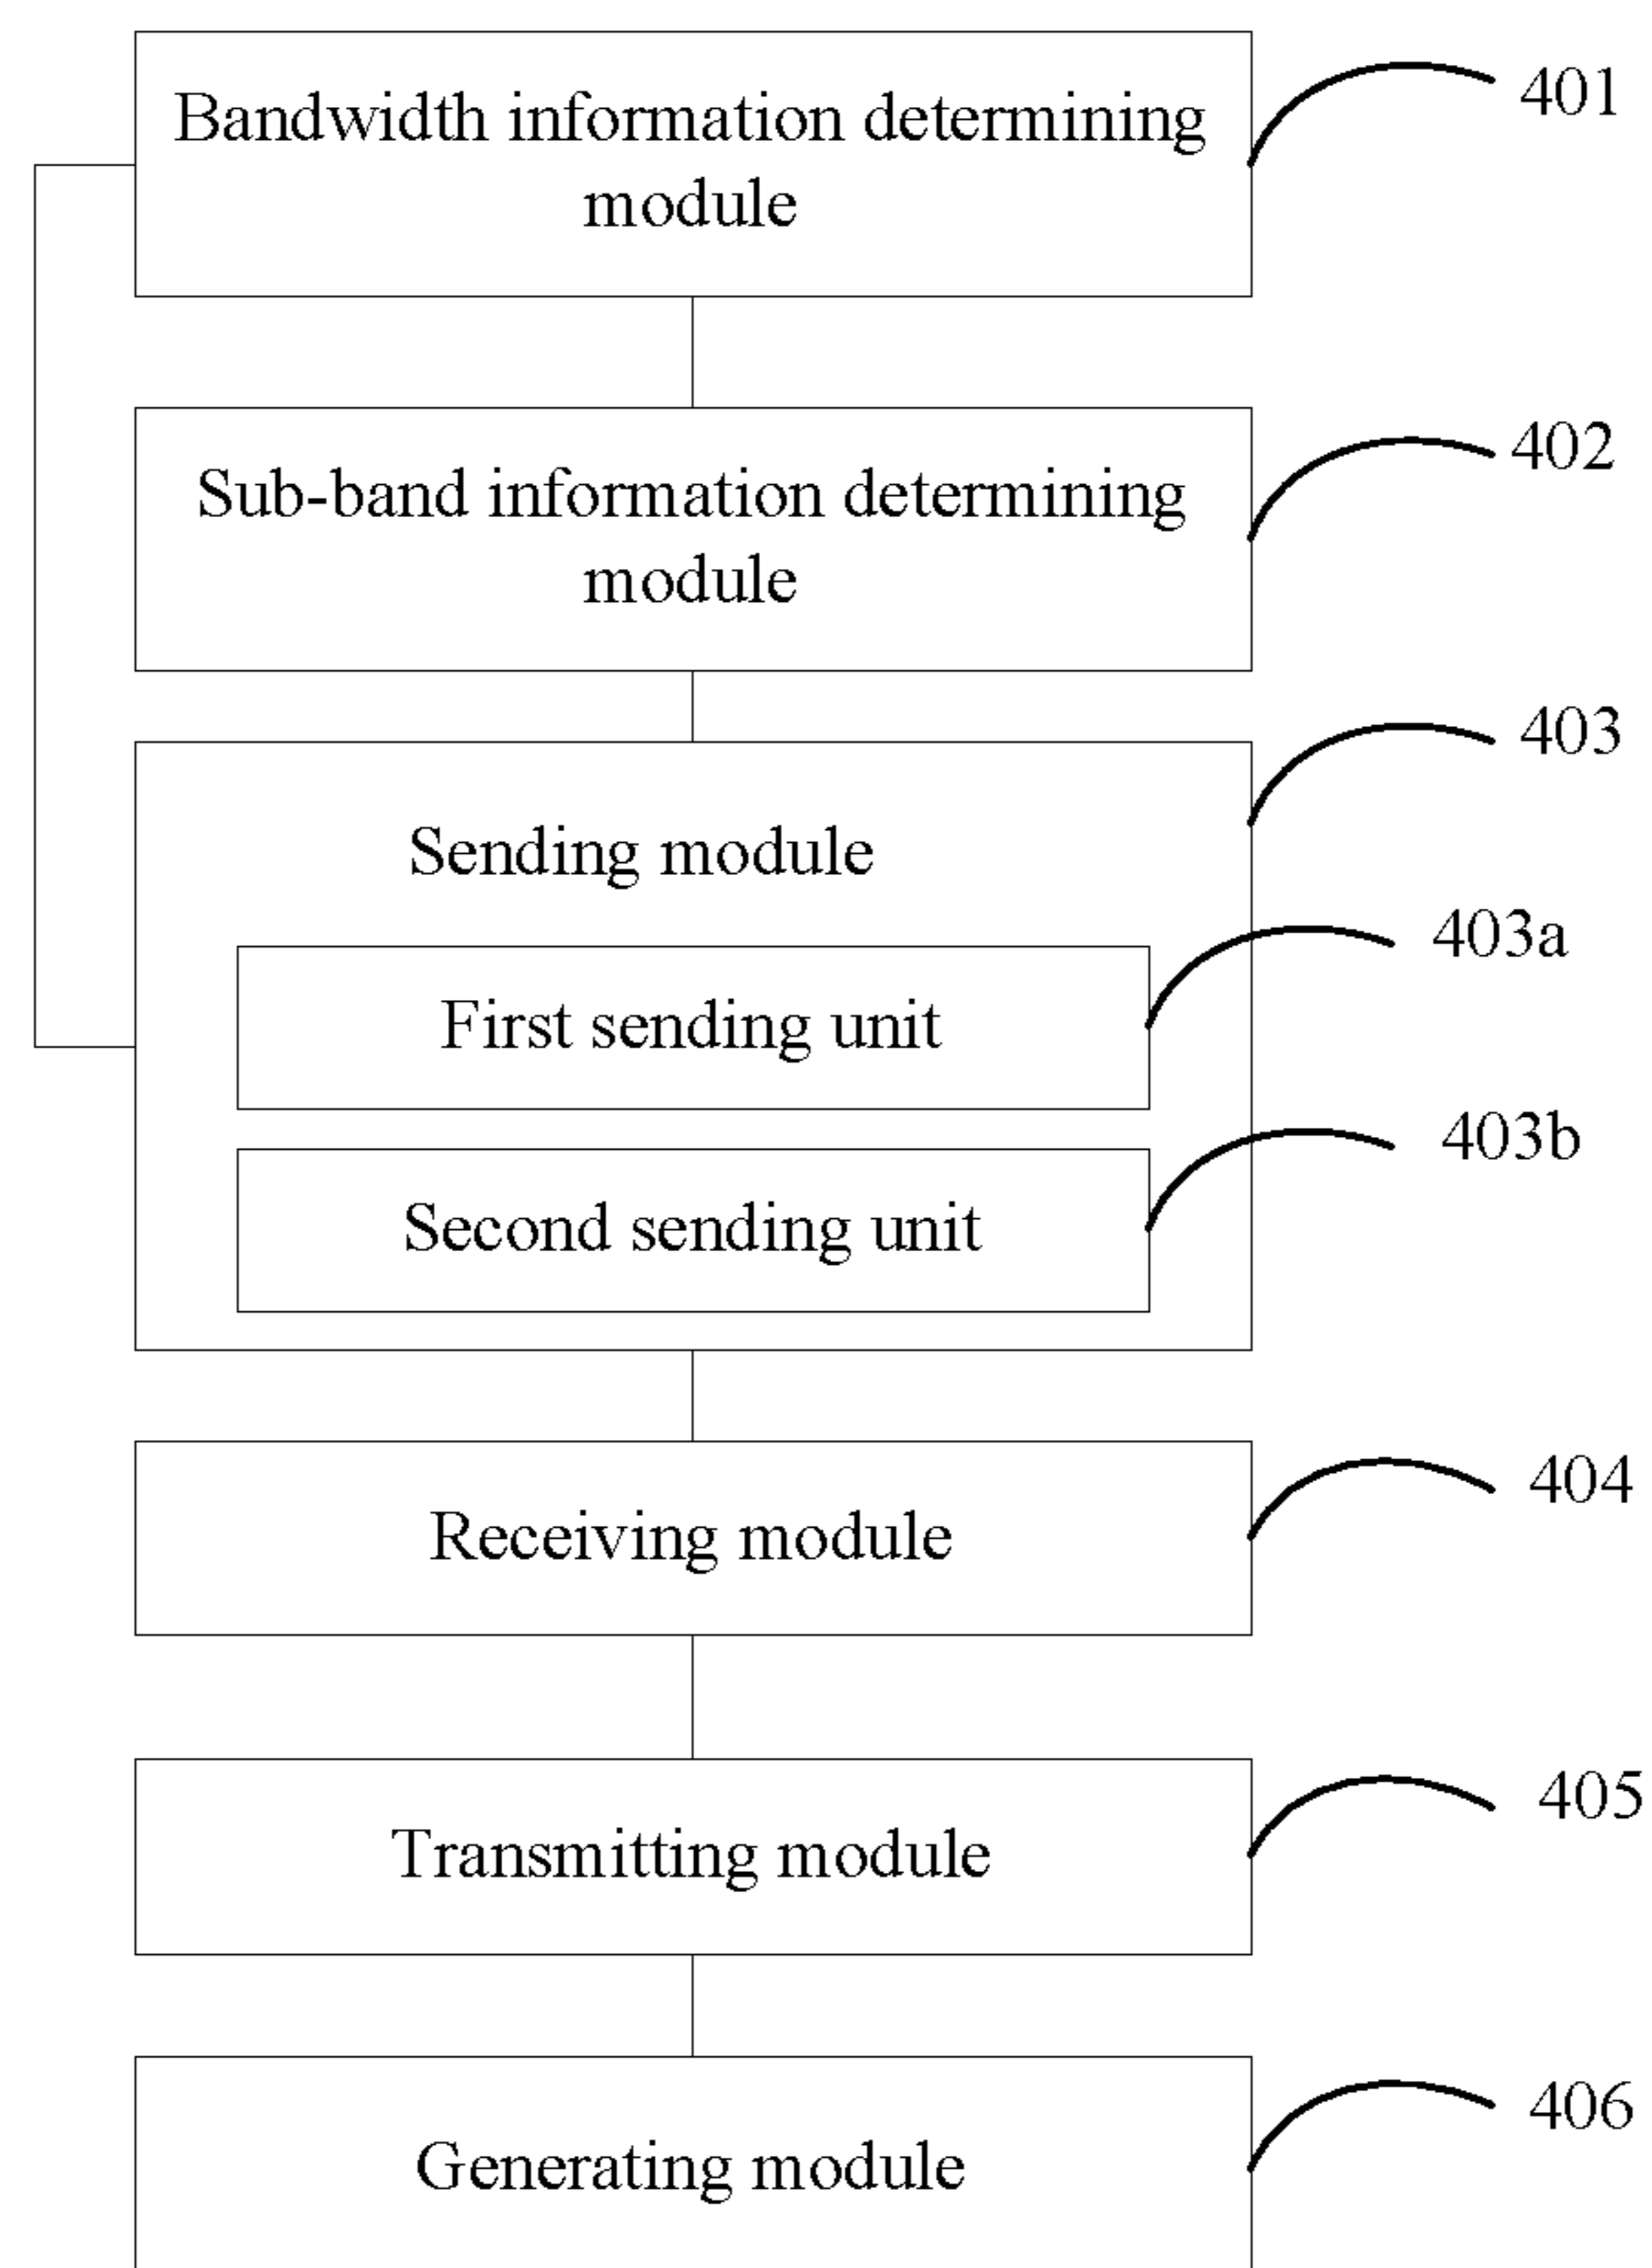 Bandwidth information determining
module
401
Sub-band information determining
module
402
Sending module
403
First sending unit
403a
Second sending unit
403b
Receiving module
404
Transmitting module
405
Generating module
406